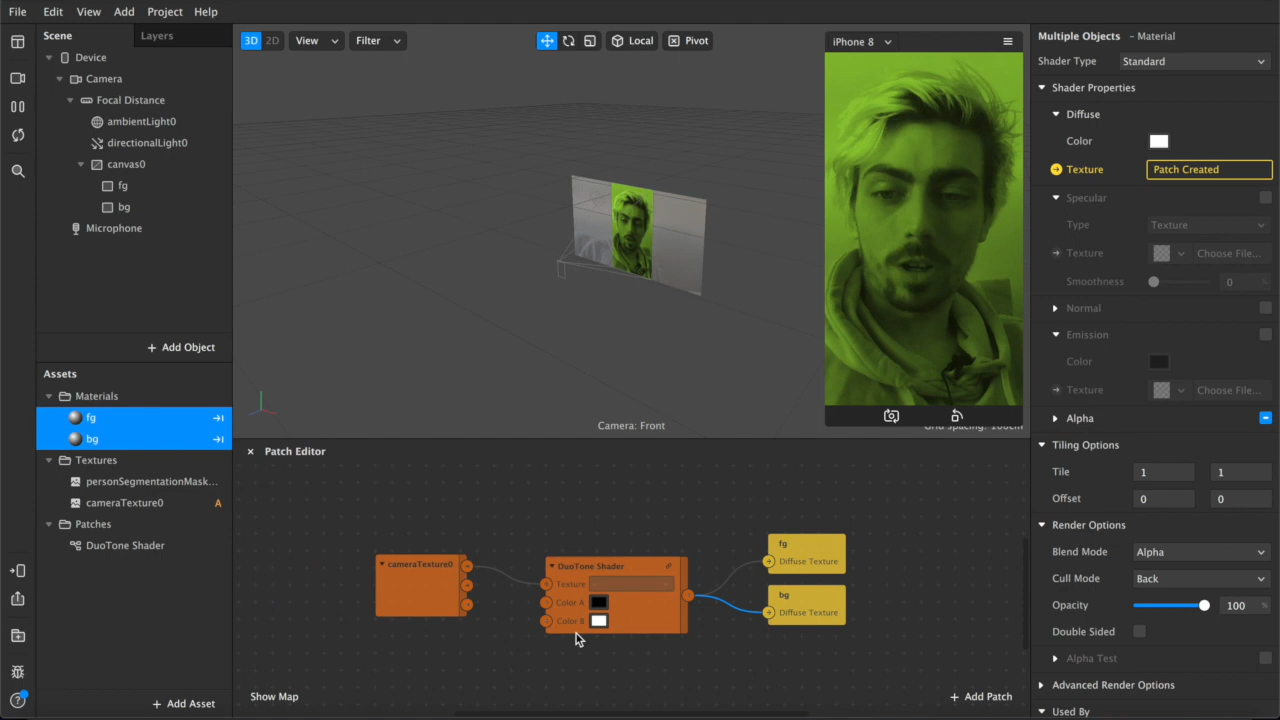 File Edit View Add Project Help
Scene Layers
Device
Camera
Focal Distance
ambientLight0
directionalLight0
canvas0
fg
bg
Microphone
+ Add Object
Assets
Materials
fg
bg
Textures
personSegmentationMask...
cameraTexture0 A
Patches
DuoTone Shader
+ Add Asset
3D 2D View Filter Local Pivot
iPhone 8
Camera: Front
Grid spacing: 100cm
× Patch Editor
cameraTexture0
DuoTone Shader
Texture
Color A
Color B
fg
Diffuse Texture
bg
Diffuse Texture
Show Map
+ Add Patch
Multiple Objects - Material
Shader Type Standard
Shader Properties
Diffuse
Color
Texture Patch Created
Specular
Type Texture
Texture Choose File...
Smoothness 0 %
Normal
Emission
Color
Texture Choose File...
Alpha
Tiling Options
Tile 1 1
Offset 0 0
Render Options
Blend Mode Alpha
Cull Mode Back
Opacity 100 %
Double Sided
Alpha Test
Advanced Render Options
Used By